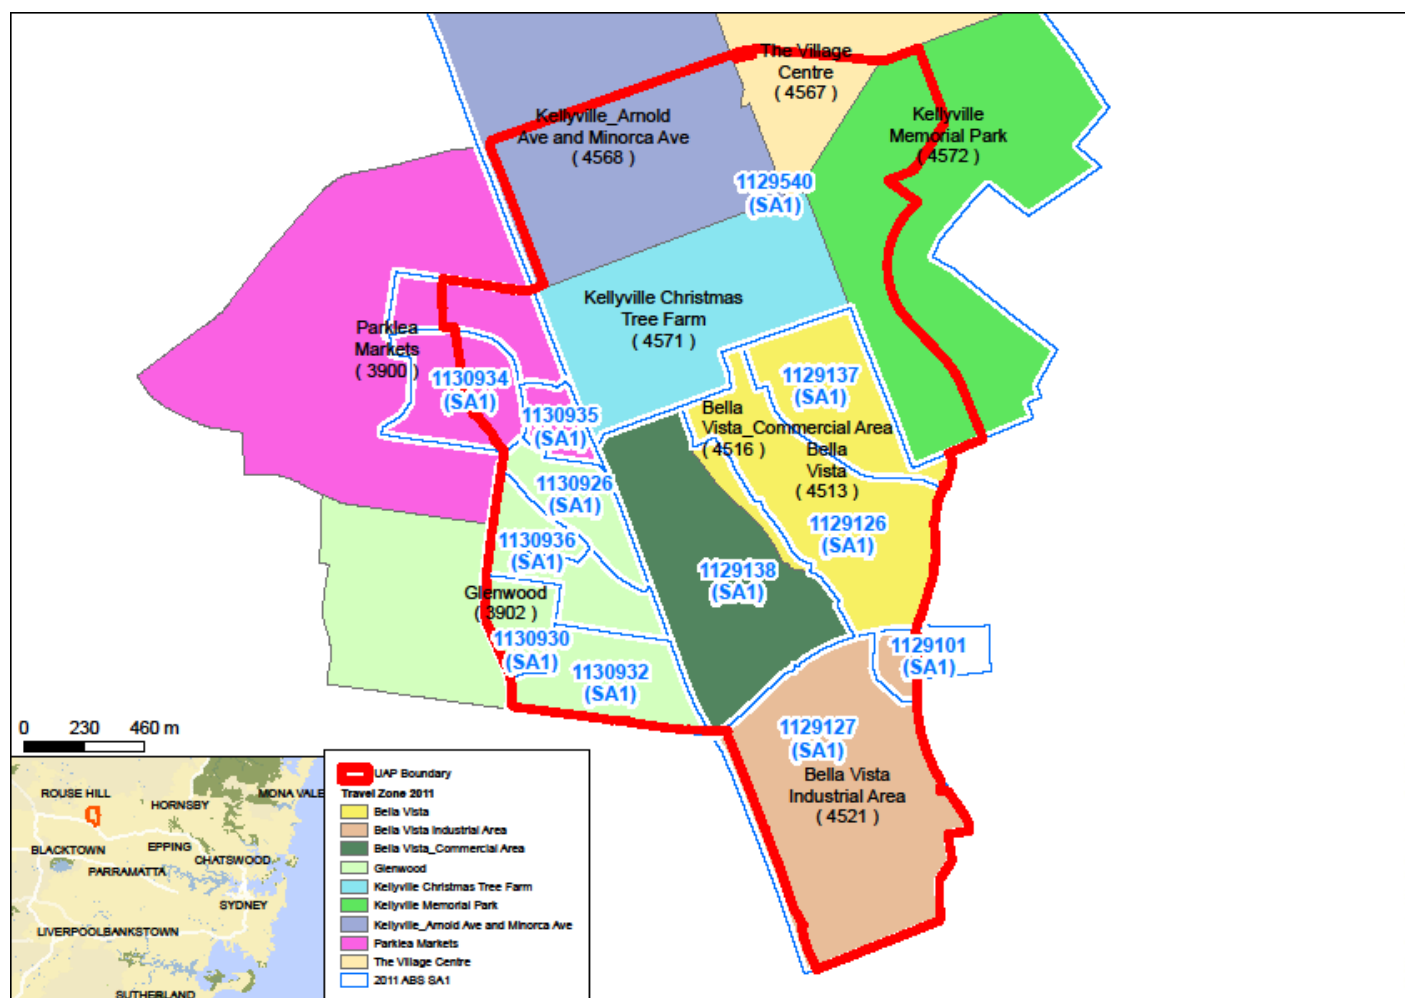 The Village
Centre
( 4567 )
Kellyville_Arnold
Ave and Minorca Ave
( 4568 )
Kellyville
Memorial Park
( 4572 )
1129540
(SA1)
Kellyville Christmas
Tree Farm
( 4571 )
Parklea
Markets
( 3900 )
1130934
(SA1)
1130935
(SA1)
1129137
(SA1)
Bella
Vista_Commercial Area
( 4516 )
Bella
Vista
( 4513 )
1130926
(SA1)
1129126
(SA1)
1130936
(SA1)
1129138
(SA1)
Glenwood
( 3902 )
1130930
(SA1)
1130932
(SA1)
1129101
(SA1)
1129127
(SA1)
Bella Vista
Industrial Area
( 4521 )
0 230 460 m
ROUSE HILL
HORNSBY
MONA VALE
BLACKTOWN
EPPING
CHATSWOOD
PARRAMATTA
SYDNEY
LIVERPOOL
BANKSTOWN
SUTHERLAND
UAP Boundary
Travel Zone 2011
Bella Vista
Bella Vista Industrial Area
Bella Vista_Commercial Area
Glenwood
Kellyville Christmas Tree Farm
Kellyville Memorial Park
Kellyville_Arnold Ave and Minorca Ave
Parklea Markets
The Village Centre
2011 ABS SA1